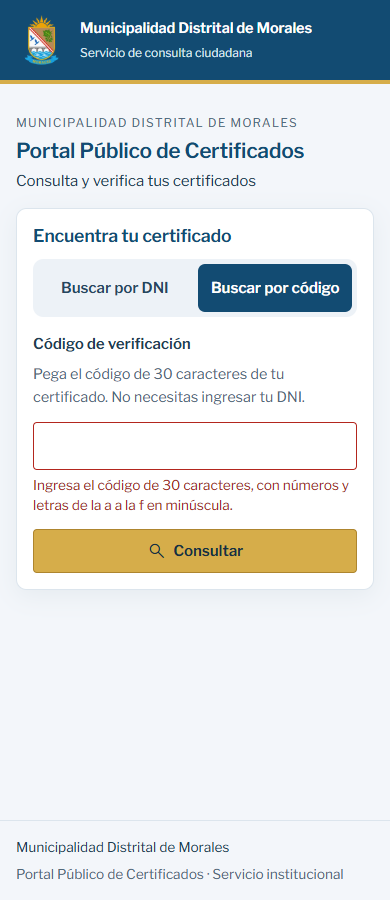 Municipalidad Distrital de Morales
Servicio de consulta ciudadana
MUNICIPALIDAD DISTRITAL DE MORALES
Portal Público de Certificados
Consulta y verifica tus certificados
Encuentra tu certificado
Buscar por DNI
Buscar por código
Código de verificación
Pega el código de 30 caracteres de tu
certificado. No necesitas ingresar tu DNI.
Ingresa el código de 30 caracteres, con números y
letras de la a a la f en minúscula.
Consultar
Municipalidad Distrital de Morales
Portal Público de Certificados · Servicio institucional